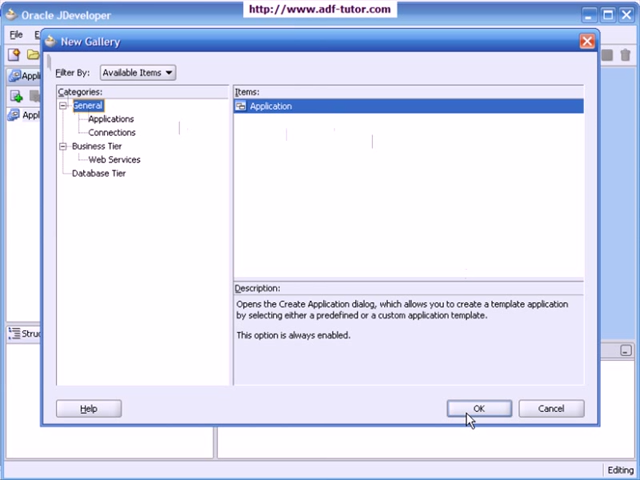 http://www.adf-tutor.com
Oracle JDeveloper
File
New Gallery
Filter By: Available Items
Categories:
General
Applications
Connections
Business Tier
Web Services
Database Tier
Items:
Application
Description:
Opens the Create Application dialog, which allows you to create a template application
by selecting either a predefined or a custom application template.
This option is always enabled.
Help
OK
Cancel
Editing